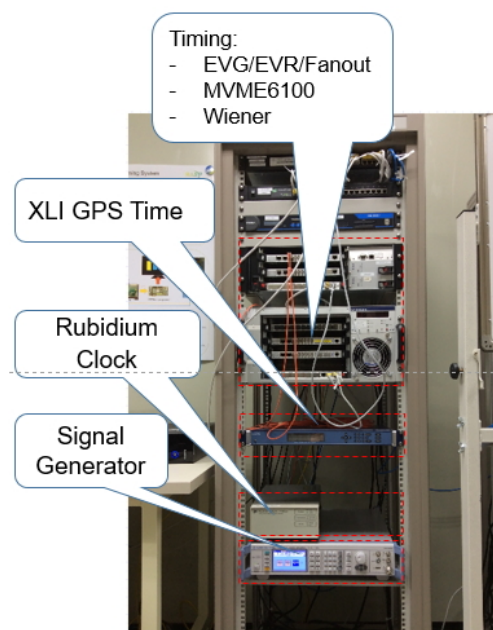 Timing:
- EVG/EVR/Fanout
- MVME6100
- Wiener
XLI GPS Time
Rubidium
Clock
Signal
Generator